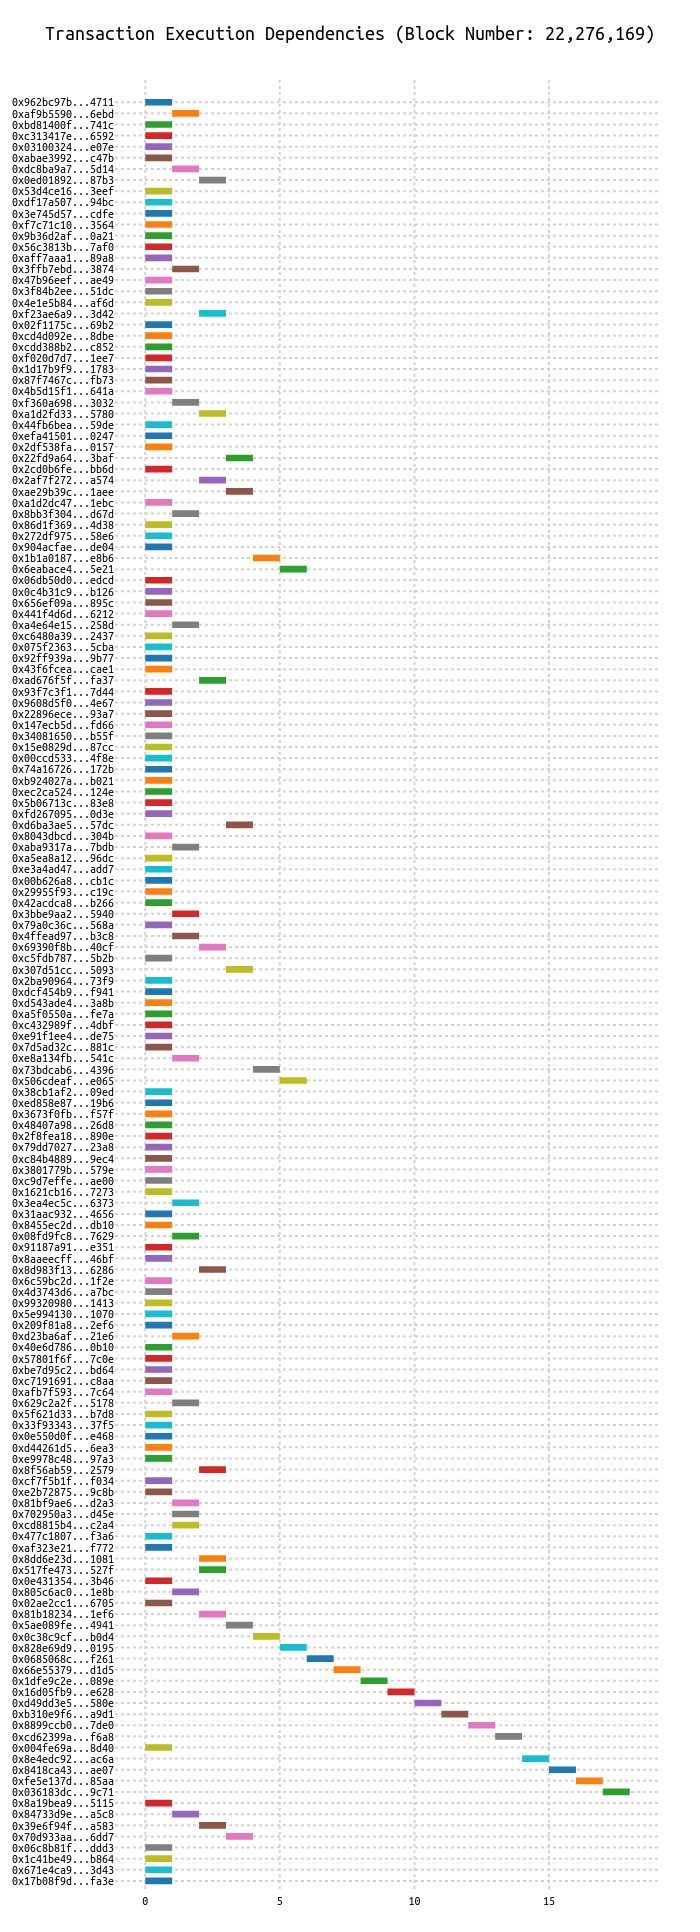 Transaction Execution Dependencies (Block Number: 22,276,169)
0x962bc97b...4711
0xaf9b5590...6ebd
0xbd81400f...741c
0xc313417e...6592
0x03100324...e07e
0xabae3992...c47b
0xdc8ba9a7...5d14
0x0ed01892...87b3
0x53d4ce16...3eef
0xdf17a507...94bc
0x3e745d57...cdfe
0xf7c71c10...3564
0x9b36d2af...0a21
0x56c3813b...7af0
0xaff7aaa1...89a8
0x3ffb7ebd...3874
0x47b96eef...ae49
0x3f84b2ee...51dc
0x4e1e5b84...af6d
0xf23ae6a9...3d42
0x02f1175c...69b2
0xcd4d092e...8dbe
0xcdd388b2...c852
0xf020d7d7...1ee7
0x1d17b9f9...1783
0x87f7467c...fb73
0x4b5d15f1...641a
0xf360a698...3032
0xa1d2fd33...5780
0x44fb6bea...59de
0xefa41501...0247
0x2df538fa...0157
0x22fd9a64...3baf
0x2cd0b6fe...bb6d
0x2af7f272...a574
0xae29b39c...1aee
0xa1d2dc47...1ebc
0x8bb3f304...d67d
0x86d1f369...4d38
0x272df975...58e6
0x904acfae...de04
0x1b1a0187...e8b6
0x6eabace4...5e21
0x06db50d0...edcd
0x0c4b31c9...b126
0x656ef09a...895c
0x441f4d6d...6212
0xa4e64e15...258d
0xc6480a39...2437
0x075f2363...5cba
0x92ff939a...9b77
0x43f6fcea...cae1
0xad676f5f...fa37
0x93f7c3f1...7d44
0x9608d5f0...4e67
0x22896ece...93a7
0x147ecb5d...fd66
0x34081650...b55f
0x15e0829d...87cc
0x00ccd533...4f8e
0x74a16726...172b
0xb924027a...b021
0xec2ca524...124e
0x5b06713c...83e8
0xfd267095...0d3e
0xd6ba3ae5...57dc
0x8043dbcd...304b
0xaba9317a...7bdb
0xa5ea8a12...96dc
0xe3a4ad47...add7
0x00b626a8...cb1c
0x29955f93...c19c
0x42acdca8...b266
0x3bbe9aa2...5940
0x79a0c36c...568a
0x4ffead97...b3c8
0x69390f8b...40cf
0xc5fdb787...5b2b
0x307d51cc...5093
0x2ba90964...73f9
0xdcf454b9...f941
0xd543ade4...3a8b
0xa5f0550a...fe7a
0xc432989f...4dbf
0xe91f1ee4...de75
0x7d5ad32c...881c
0xe8a134fb...541c
0x73bdcab6...4396
0x506cdeaf...e065
0x38cb1af2...09ed
0xed858e87...19b6
0x3673f0fb...f57f
0x48407a98...26d8
0x2f8fea18...890e
0x79dd7027...23a8
0xc84b4889...9ec4
0x3801779b...579e
0xc9d7effe...ae00
0x1621cb16...7273
0x3ea4ec5c...6373
0x31aac932...4656
0x8455ec2d...db10
0x08fd9fc8...7629
0x91187a91...e351
0x8aaeecff...46bf
0x8d983f13...6286
0x6c59bc2d...1f2e
0x4d3743d6...a7bc
0x99320980...1413
0x5e994130...1070
0x209f81a8...2ef6
0xd23ba6af...21e6
0x40e6d786...0b10
0x57801f6f...7c0e
0xbe7d95c2...bd64
0xc7191691...c8aa
0xafb7f593...7c64
0x629c2a2f...5178
0x5f621d33...b7d8
0x33f93343...37f5
0x0e550d0f...e468
0xd44261d5...6ea3
0xe9978c48...97a3
0x8f56ab59...2579
0xcf7f5b1f...f034
0xe2b72875...9c8b
0x81bf9ae6...d2a3
0x702950a3...d45e
0xcd8815b4...c2a4
0x477c1807...f3a6
0xaf323e21...f772
0x8dd6e23d...1081
0x517fe473...527f
0x0e431354...3b46
0x805c6ac0...1e8b
0x02ae2cc1...6705
0x81b18234...1ef6
0x5ae089fe...4941
0x0c38c9cf...b0d4
0x828e69d9...0195
0x0685068c...f261
0x66e55379...d1d5
0x1dfe9c2e...089e
0x16d05fb9...e628
0xd49dd3e5...580e
0xb310e9f6...a9d1
0x8899ccb0...7de0
0xcd62399a...f6a8
0x004fe69a...8d40
0x8e4edc92...ac6a
0x8418ca43...ae07
0xfe5e137d...85aa
0x036183dc...9c71
0x8a19bea9...5115
0x84733d9e...a5c8
0x39e6f94f...a583
0x70d933aa...6dd7
0x06c8b81f...ddd3
0x1c41be49...b864
0x671e4ca9...3d43
0x17b08f9d...fa3e
0 5 10 15